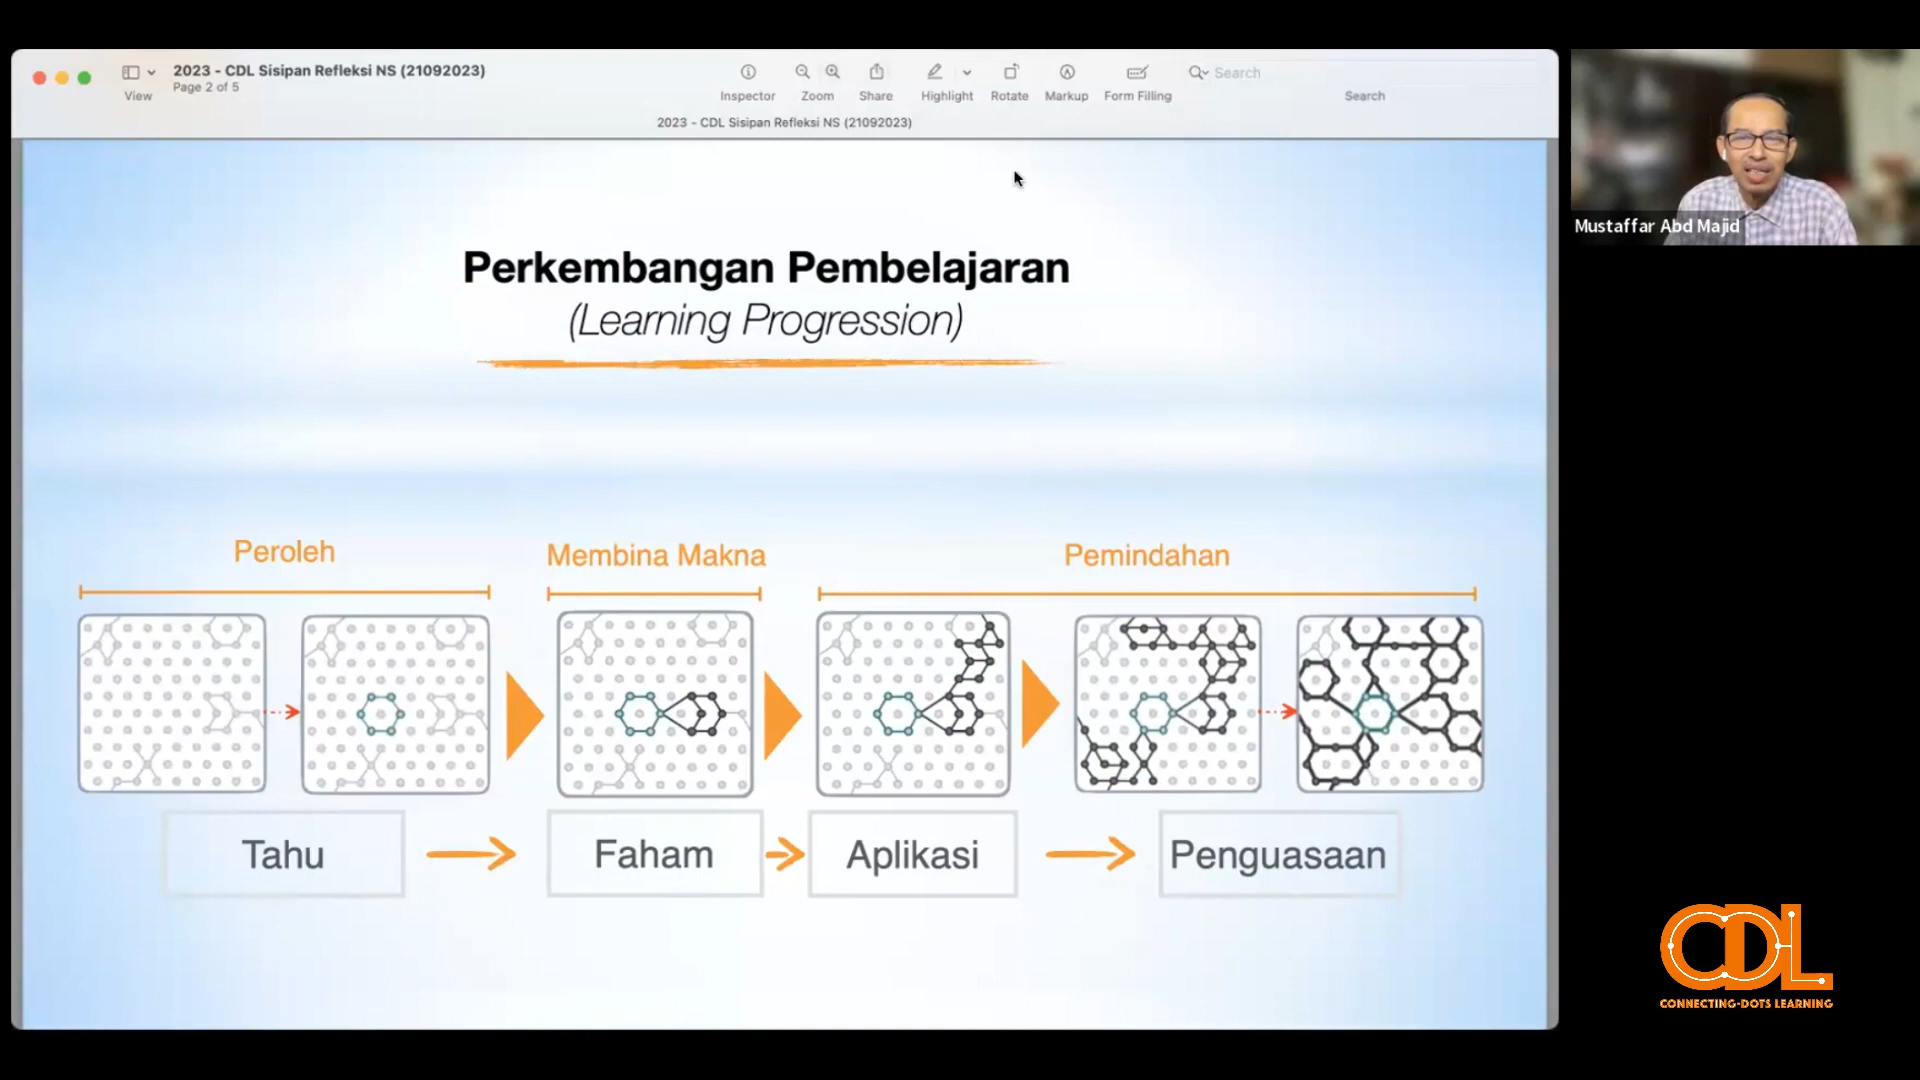 2023 - CDL Sisipan Refleksi NS (21092023)
Page 2 of 5
View
Inspector
Zoom
Share
Highlight
Rotate
Markup
Form Filling
Search
Search
2023 - CDL Sisipan Refleksi NS (21092023)
Perkembangan Pembelajaran
(Learning Progression)
Peroleh
Membina Makna
Pemindahan
Tahu
Faham
Aplikasi
Penguasaan
Mustaffar Abd Majid
CDL
CONNECTING-DOTS LEARNING